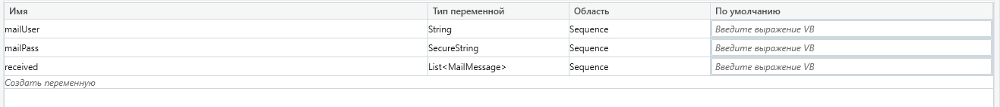 Имя Тип переменной Область По умолчанию
mailUser String Sequence Введите выражение VB
mailPass SecureString Sequence Введите выражение VB
received List<MailMessage> Sequence Введите выражение VB
Создать переменную